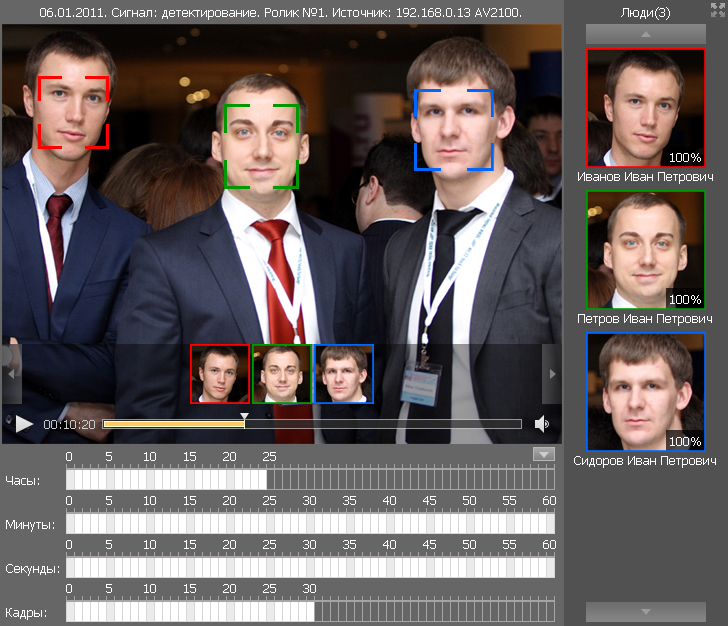 06.01.2011. Сигнал: детектирование. Ролик №1. Источник: 192.168.0.13 AV2100.
Люди(3)
100%
Иванов Иван Петрович
100%
Петров Иван Петрович
100%
Сидоров Иван Петрович
00:10:20
0 5 10 15 20 25
Часы:
0 5 10 15 20 25 30 35 40 45 50 55 60
Минуты:
0 5 10 15 20 25 30 35 40 45 50 55 60
Секунды:
0 5 10 15 20 25 30
Кадры: